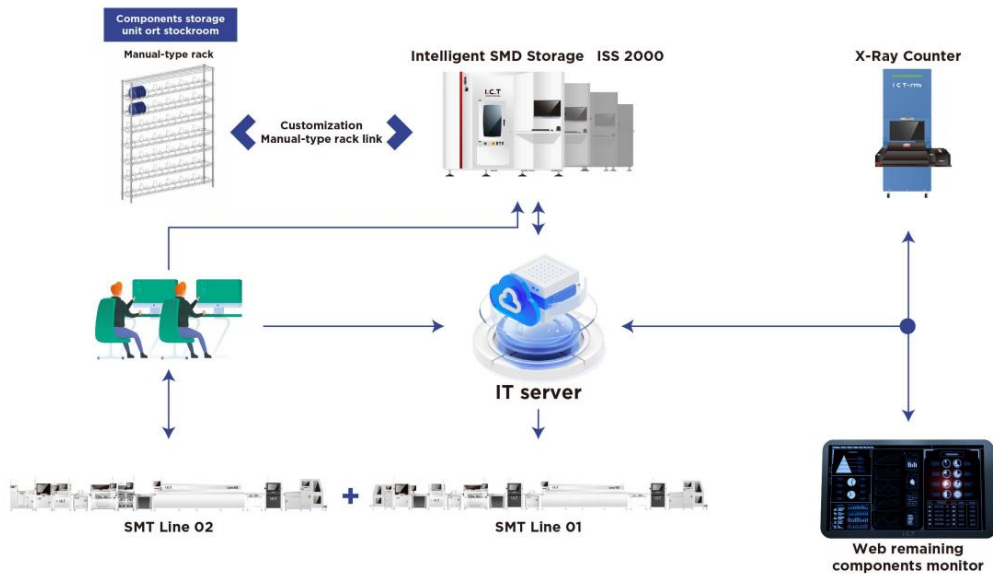 Components storage
unit ort stockroom
Manual-type rack
Intelligent SMD Storage ISS 2000
X-Ray Counter
I.C.T
Customization
Manual-type rack link
IT server
SMT Line 02
+
SMT Line 01
Web remaining
components monitor